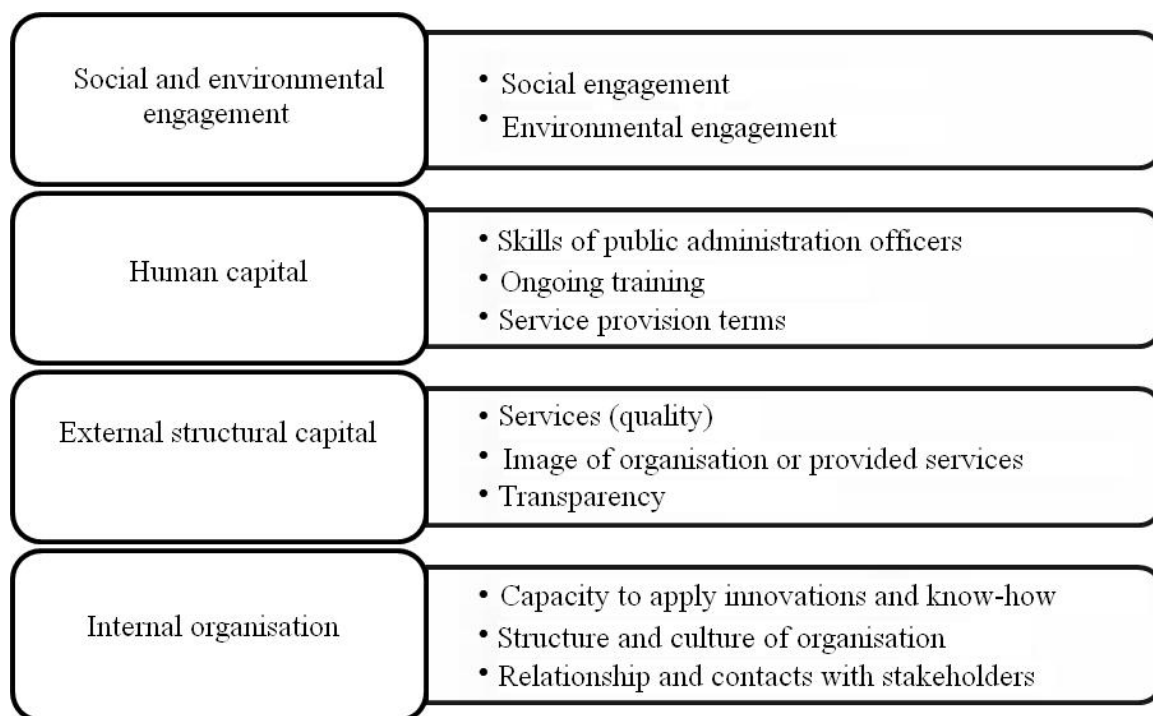 Social and environmental
engagement
• Social engagement
• Environmental engagement
Human capital
• Skills of public administration officers
• Ongoing training
• Service provision terms
External structural capital
• Services (quality)
• Image of organisation or provided services
• Transparency
Internal organisation
• Capacity to apply innovations and know-how
• Structure and culture of organisation
• Relationship and contacts with stakeholders